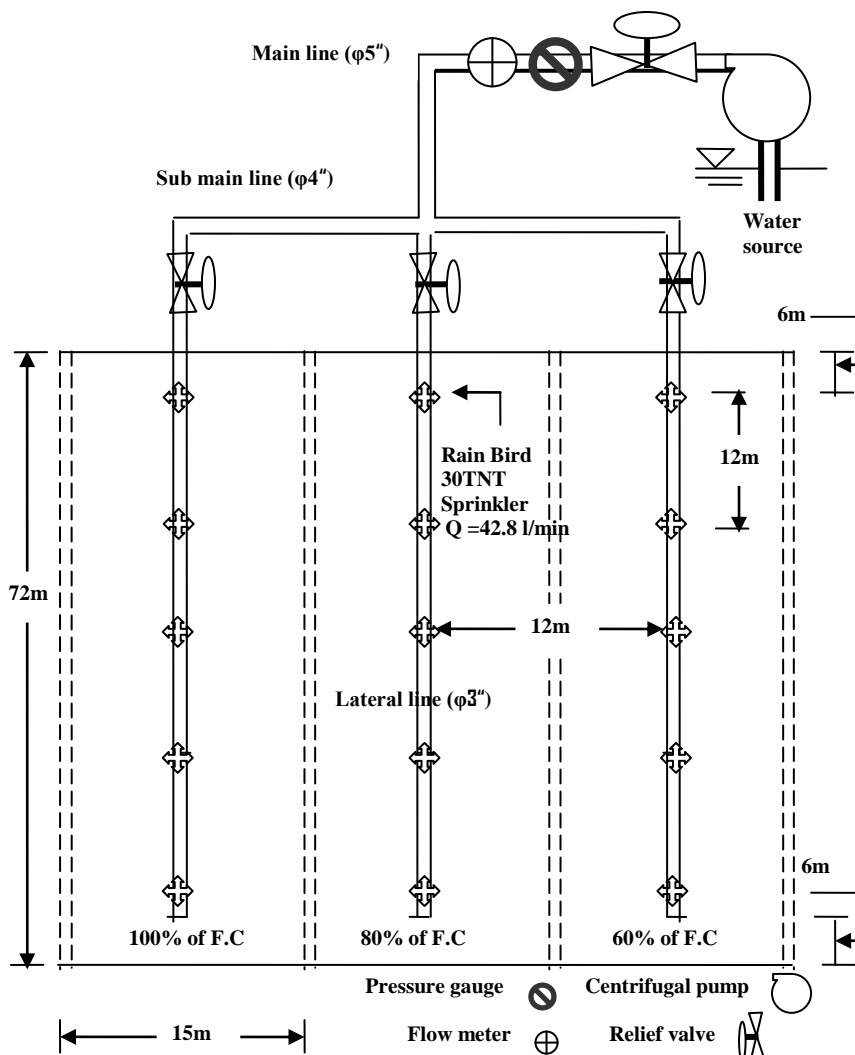 Main line (φ5")
Sub main line (φ4")
Water
source
6m
Rain Bird
30TNT
Sprinkler
Q =42.8 l/min
12m
72m
12m
Lateral line (φ3")
6m
100% of F.C
80% of F.C
60% of F.C
Pressure gauge
Centrifugal pump
15m
Flow meter
Relief valve